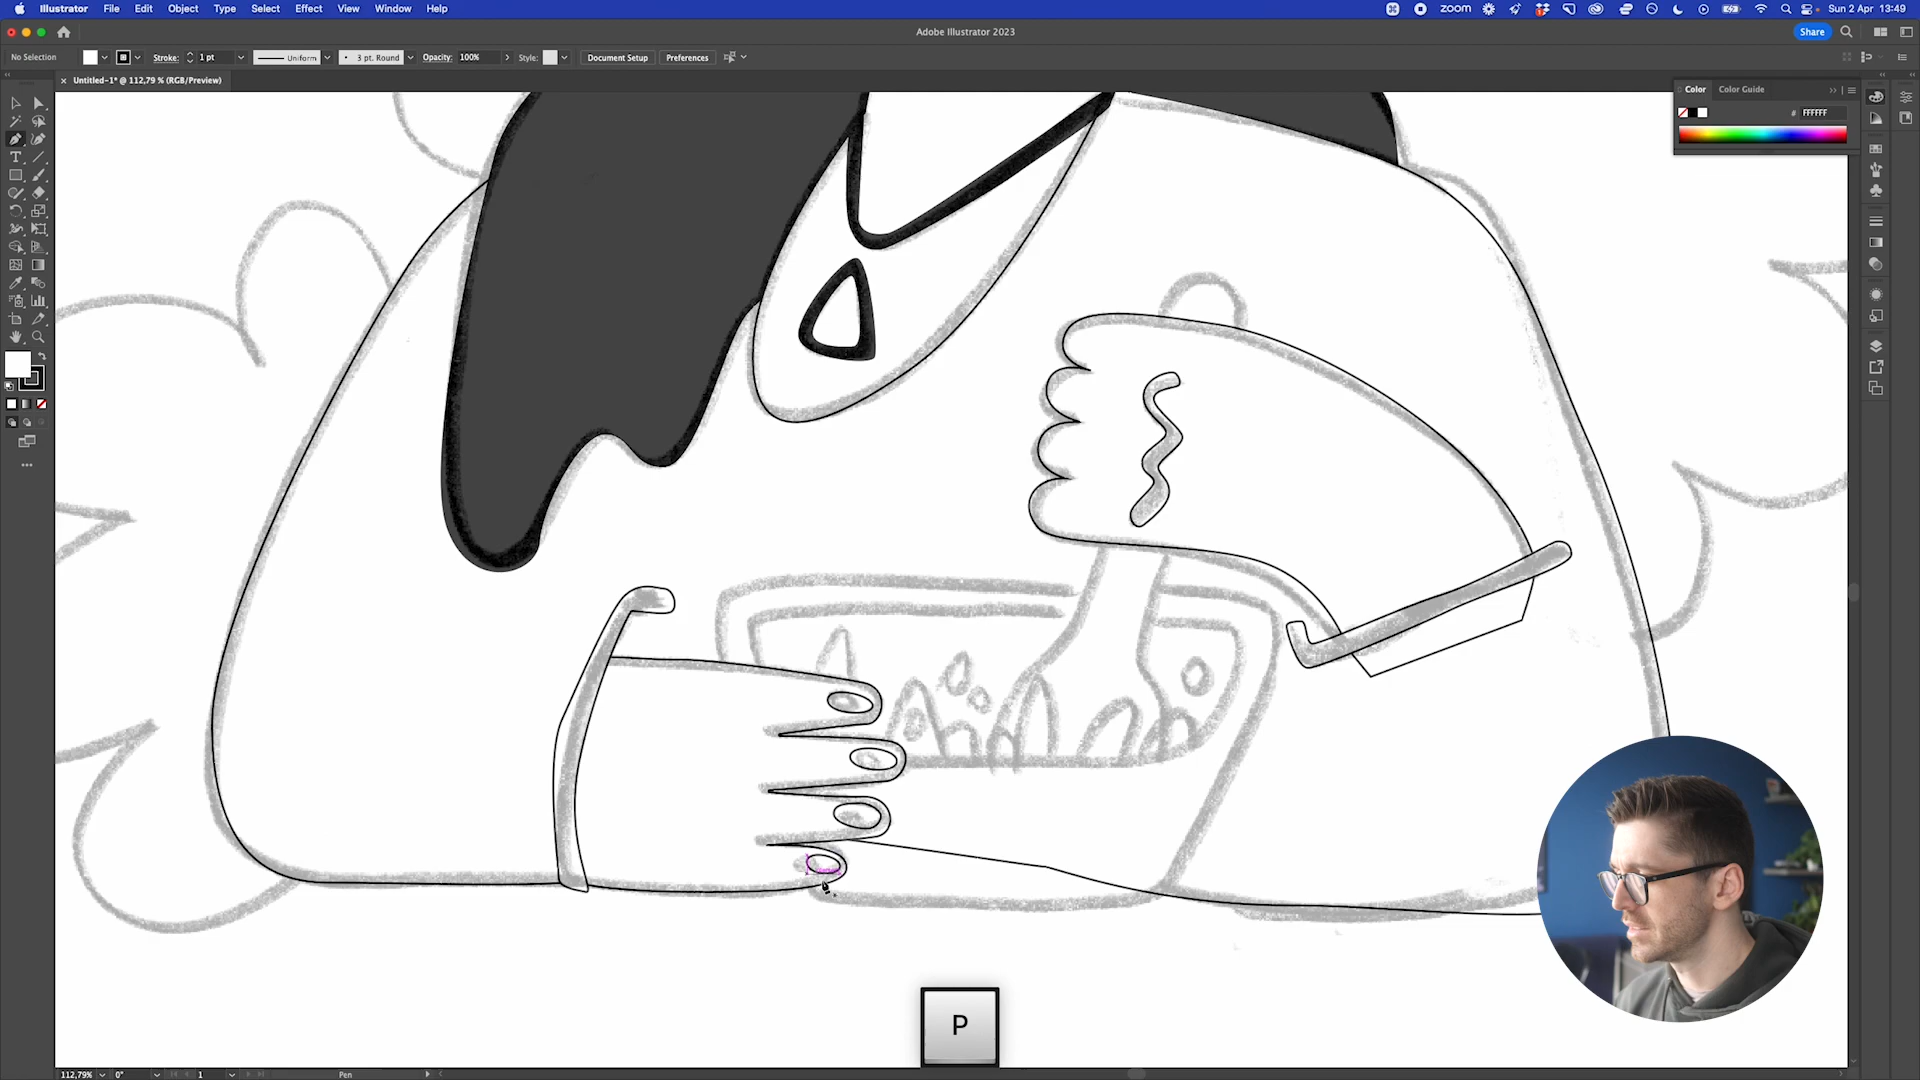 Illustrator File Edit Object Type Select Effect View Window Help
zoom Sun 2 Apr 13:49
Adobe Illustrator 2023
Share
No Selection Stroke: 1 pt Uniform 3 pt. Round Opacity: 100% Style: Document Setup Preferences
Untitled-1* @ 112,79 % (RGB/Preview)
Color Color Guide
# FFFFFF
P
112,79% 0° 1 Pen